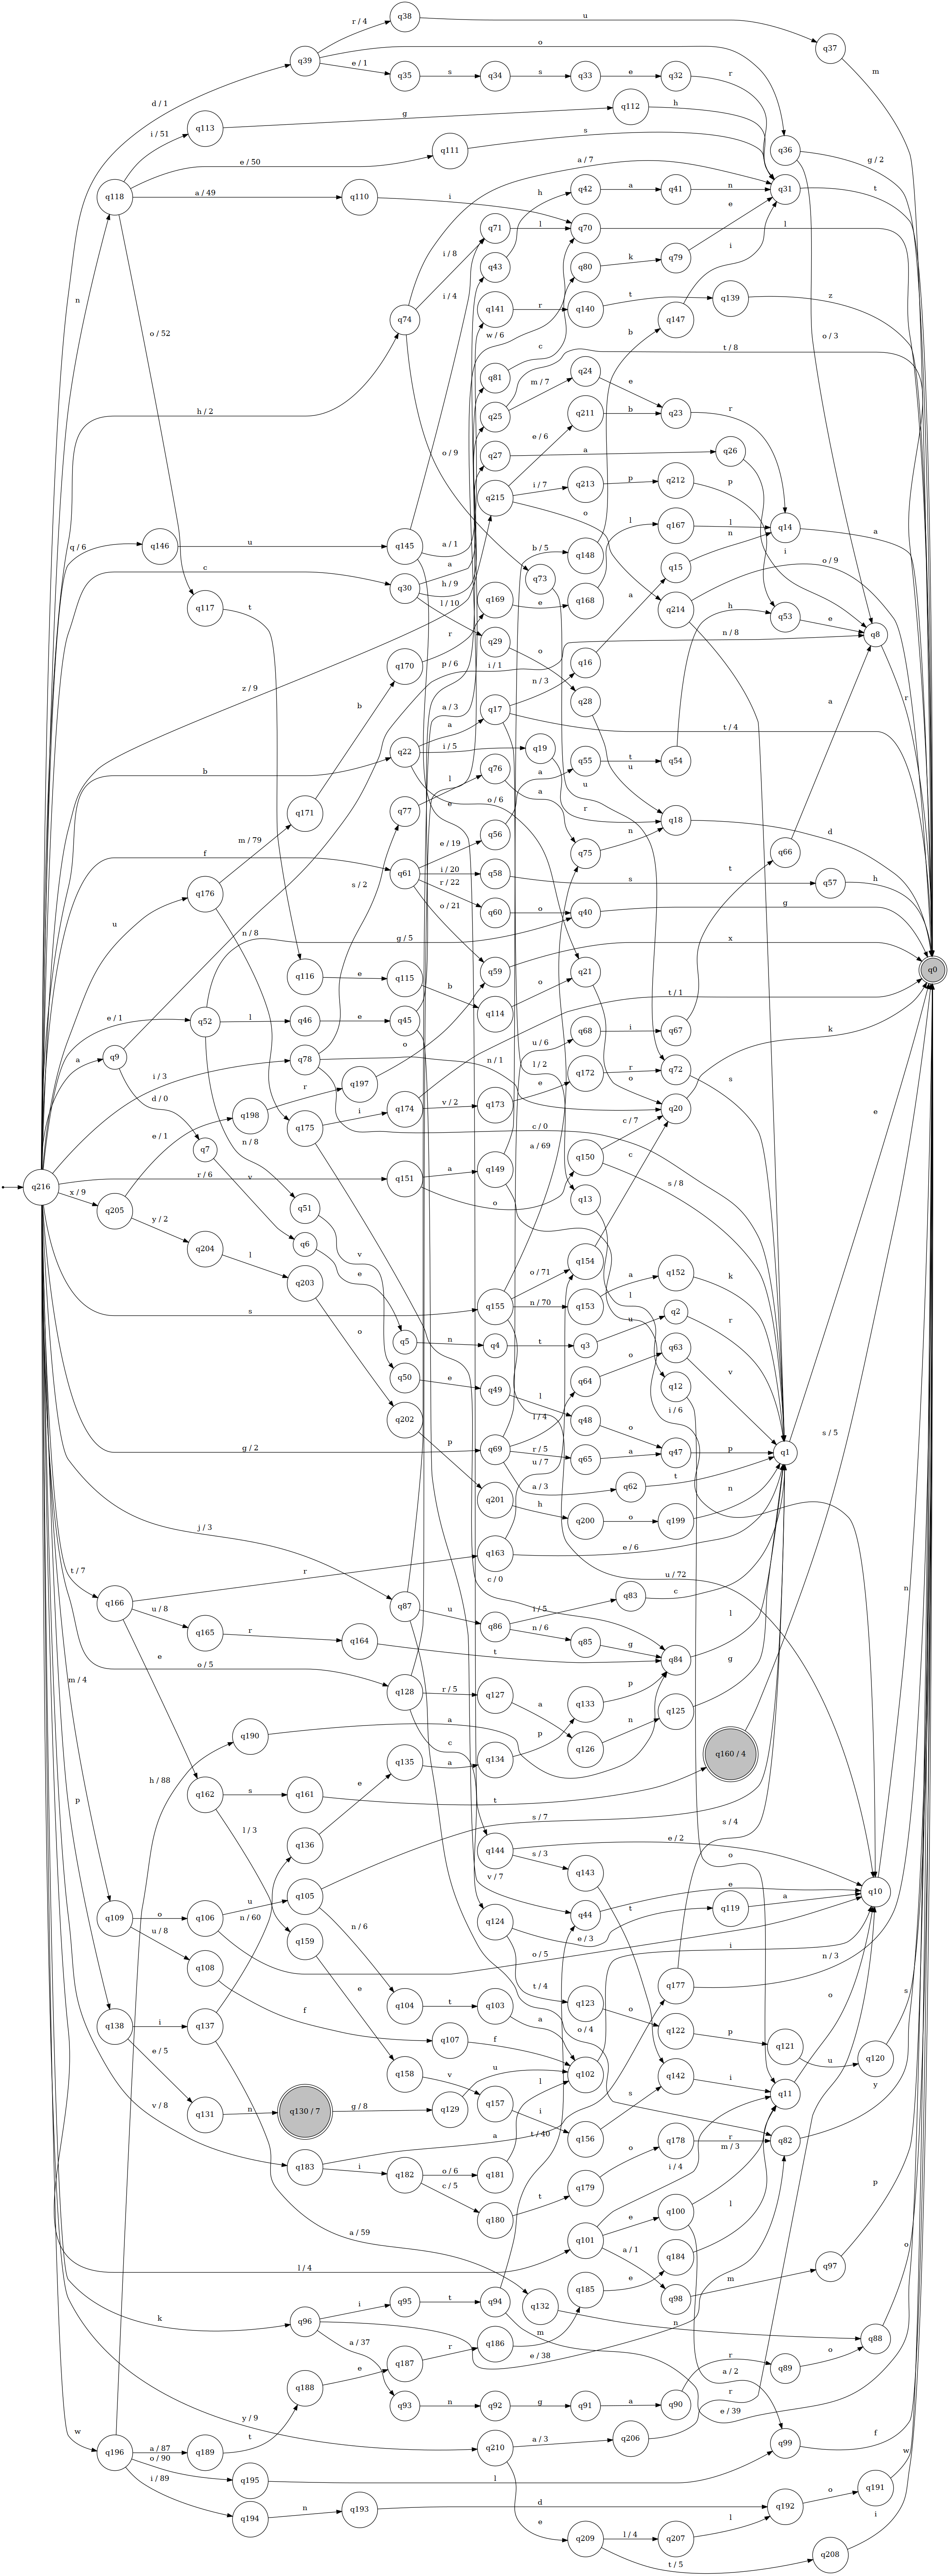 q38
u
r / 4
q37
q39
o
e / 1
q35
s
q34
s
q33
e
q32
r
m
d / 1
i / 51
q113
g
q112
h
q36
g / 2
e / 50
q111
s
a / 7
q118
a / 49
q110
i
h
q42
a
q41
n
q31
t
e
q71
l
q70
l
i / 8
q43
q80
k
q79
i
n
i / 4
q141
r
q140
t
q139
z
q74
w / 6
b
q147
o / 3
o / 52
c
t / 8
q81
m / 7
q24
e
h / 2
q25
q211
b
q23
r
o / 9
e / 6
q27
a
q26
q215
i / 7
q213
p
q212
p
o
l
q167
l
q14
a
q6
q / 6
q146
u
q145
a / 1
b / 5
q148
n
i
c
q30
a
h / 9
q73
q15
o / 9
q117
t
l / 10
q169
e
q168
a
q214
h
q53
e
q8
r
q29
o
n / 8
b
q170
r
p / 6
i / 1
q16
z / 9
a / 3
n / 3
q28
a
b
q22
a
q17
t / 4
i / 5
q19
u
t
q54
q55
d
l
q76
a
q171
q77
e
o / 6
a
r
q18
m / 79
q56
u
f
q61
e / 19
i / 20
q58
s
q75
n
t
q66
q57
h
q176
s / 2
r / 22
o / 21
q60
o
q40
g
u
n / 8
g / 5
q59
x
q0
q116
e
q115
b
q114
o
q21
t / 1
e / 1
q52
l
q46
e
q45
u / 6
q68
i
q67
k
a
q9
i / 3
q78
o
n / 1
l / 2
o
d / 0
r
q197
v / 2
q173
e
q172
r
q72
s
e / 1
q198
i
q174
q20
q7
q175
c / 0
n / 8
a / 69
c / 7
c
e
q216
r / 6
q151
a
q149
q150
s / 8
x / 9
q205
v
o
q13
y / 2
q51
q204
l
q6
v
q203
e
o / 71
q154
a
q152
k
s
q155
n / 70
q153
l
u
q2
r
o
q5
n
q4
t
q3
q63
v
q50
e
q49
l
q64
o
q12
q202
l / 4
q48
o
i / 6
s / 5
g / 2
p
q69
r / 5
q65
a
q47
p
q1
u / 7
a / 3
q62
t
q201
h
q200
o
q199
n
j / 3
r
q163
e / 6
t / 7
c / 0
u / 72
q166
u / 8
q87
u
q86
i / 5
q83
c
n
q165
r
q164
t
n / 6
q85
g
q84
l
e
o / 5
m / 4
q128
r / 5
q127
a
q133
p
g
q125
n
q190
a
c
q126
q160 / 4
h / 88
q135
a
q134
p
e
q162
s
q161
t
p
l / 3
s / 7
s / 4
q136
o
q144
e / 2
s / 3
q143
q105
u
v / 7
q10
q109
o
q106
n / 60
q124
q44
e
t
q119
a
u / 8
n / 6
e / 3
q159
o / 5
i
n / 3
q108
e
t / 4
q177
q104
t
q103
a
q123
o
o
q138
i
q137
f
o / 4
q122
p
q121
u
q120
s
e / 5
q107
f
q102
q158
v
s
q142
i
q11
y
v / 8
q131
n
q130 / 7
g / 8
q129
u
l
q157
i
a
t / 40
q156
o
q178
r
q82
m / 3
q183
i
q182
o / 6
q181
i / 4
c / 5
q179
t
q180
a / 59
q101
e
q100
l
l / 4
a / 1
q184
q97
p
q185
e
q98
m
o
k
i
q95
t
q94
q132
n
q96
q186
m
e / 38
q88
a / 37
r
o
e
q187
r
q89
q188
a / 2
r
q93
n
q92
g
q91
a
q90
e / 39
w
y / 9
t
q196
a / 87
q189
a / 3
q206
q99
f
o / 90
q210
w
i / 89
q195
l
q191
o
q194
n
q193
d
q192
i
e
l
q209
l / 4
q207
t / 5
q208